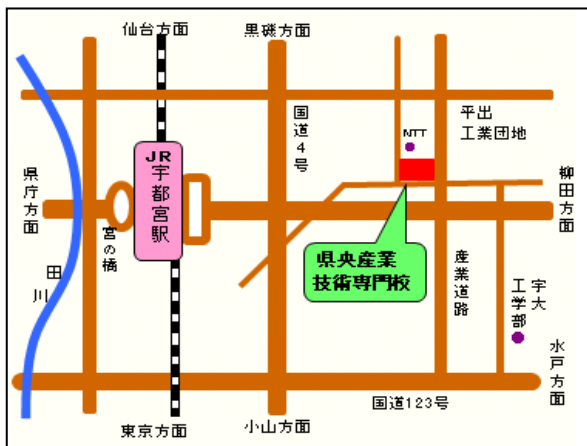 仙台方面
黒磯方面
平出
工業団地
国道4号
NTT
JR
宇都宮駅
県庁方面
柳田方面
宮の橋
県央産業
技術専門校
産業道路
田川
宇大
工学部
水戸方面
国道123号
東京方面
小山方面